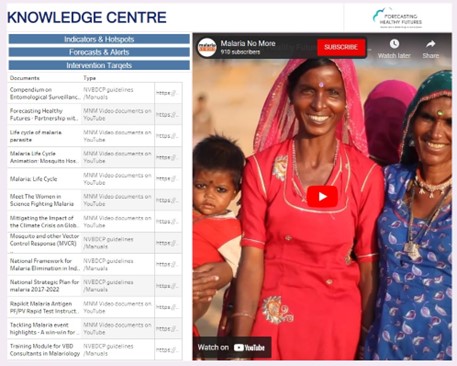 KNOWLEDGE CENTRE
FORECASTING
HEALTHY FUTURES
Indicators & Hotspots
Forecasts & Alerts
Intervention Targets
Documents Type
Compendium on
Entomological Surveillanc..
NVBDCP guidelines
/Manuals
https://..
Forecasting Healthy
Futures - Partnership wit..
MNM Video documents on
YouTube
https://..
Life cycle of malaria
parasite
MNM Video documents on
YouTube
https://..
Malaria Life Cycle
Animation: Mosquito Hos..
MNM Video documents on
YouTube
https://..
Malaria: Life Cycle
MNM Video documents on
YouTube
https://..
Meet The Women in
Science Fighting Malaria
MNM Video documents on
YouTube
https://..
Mitigating the Impact of
the Climate Crisis on Glob..
MNM Video documents on
YouTube
https://..
Mosquito and other Vector
Control Response (MVCR)
NVBDCP guidelines
/Manuals
https://..
National Framework for
Malaria Elimination in Ind..
NVBDCP guidelines
/Manuals
https://..
National Strategic Plan for
malaria 2017-2022
NVBDCP guidelines
/Manuals
https://..
Rapikit Malaria Antigen
PF/PV Rapid Test Instruct..
MNM Video documents on
YouTube
https://..
Tackling Malaria event
highlights - A win-win for ..
MNM Video documents on
YouTube
https://..
Training Module for VBD
Consultants in Malariology
NVBDCP guidelines
/Manuals
https://..
malaria
Malaria No More
910 subscribers
SUBSCRIBE
Watch later
Share
Watch on YouTube